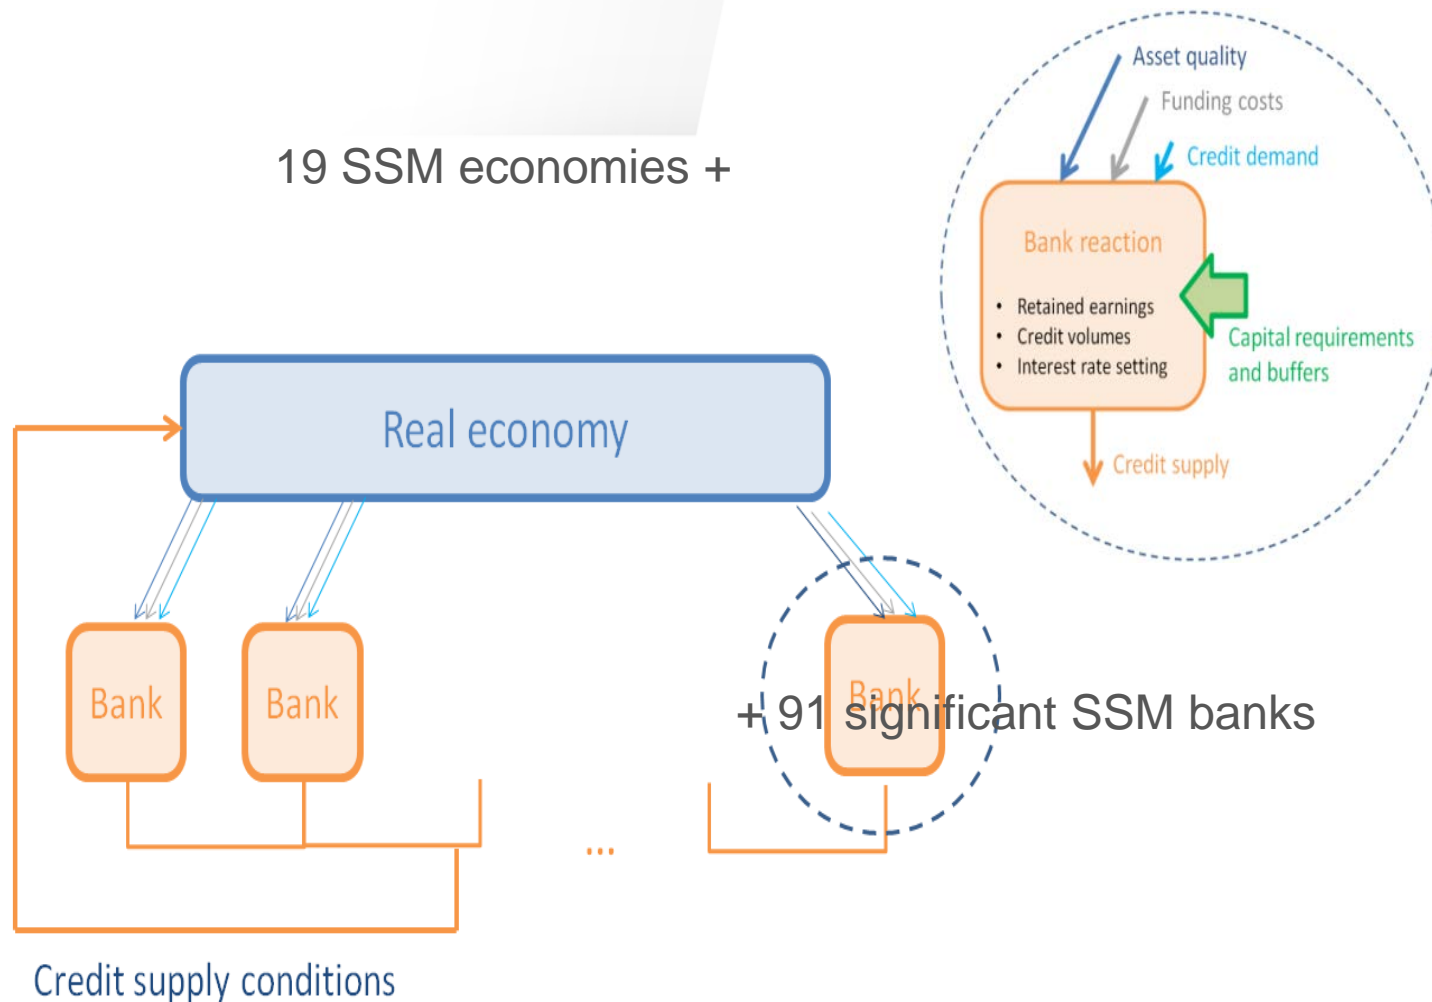 Asset quality
Funding costs
Credit demand
19 SSM economies +
Bank reaction
• Retained earnings
• Credit volumes
• Interest rate setting
Capital requirements
and buffers
Credit supply
Real economy
Bank
Bank
Bank
+ 91 significant SSM banks
...
Credit supply conditions